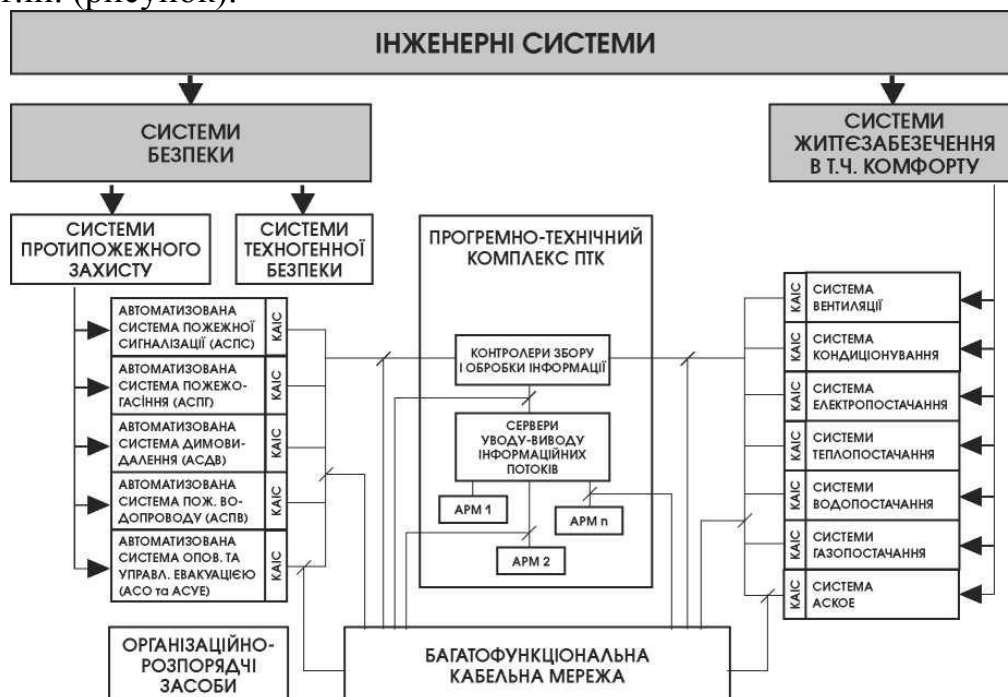 т.ш. (рисунок).
ІНЖЕНЕРНІ СИСТЕМИ
СИСТЕМИ
БЕЗПЕКИ
СИСТЕМИ
ЖИТТЄЗАБЕЗЕЧЕННЯ
В Т.Ч. КОМФОРТУ
СИСТЕМИ
ПРОТИПОЖЕЖНОГО
ЗАХИСТУ
СИСТЕМИ
ТЕХНОГЕННОЇ
БЕЗПЕКИ
ПРОГРЕМНО-ТЕХНІЧНИЙ
КОМПЛЕКС ПТК
АВТОМАТИЗОВАНА
СИСТЕМА ПОЖЕЖНОЇ
СИГНАЛІЗАЦІЇ (АСПС)
КАІС
АВТОМАТИЗОВАНА
СИСТЕМА ПОЖЕЖО-
ГАСІННЯ (АСПГ)
КАІС
АВТОМАТИЗОВАНА
СИСТЕМА ДИМОВИ-
ДАЛЕННЯ (АСДВ)
КАІС
АВТОМАТИЗОВАНА
СИСТЕМА ПОЖ. ВО-
ДОПРОВОДУ (АСПВ)
КАІС
АВТОМАТИЗОВАНА
СИСТЕМА ОПОВ. ТА
УПРАВЛ. ЕВАКУАЦІЄЮ
(АСО та АСУЕ)
КАІС
КОНТРОЛЕРИ ЗБОРУ
І ОБРОБКИ ІНФОРМАЦІЇ
СЕРВЕРИ
УВОДУ-ВИВОДУ
ІНФОРМАЦІЙНИХ
ПОТОКІВ
АРМ 1
АРМ n
АРМ 2
КАІС
СИСТЕМА
ВЕНТИЛЯЦІЇ
КАІС
СИСТЕМА
КОНДИЦІОНУВАННЯ
КАІС
СИСТЕМА
ЕЛЕКТРОПОСТАЧАННЯ
КАІС
СИСТЕМИ
ТЕПЛОПОСТАЧАННЯ
КАІС
СИСТЕМИ
ВОДОПОСТАЧАННЯ
КАІС
СИСТЕМИ
ГАЗОПОСТАЧАННЯ
КАІС
СИСТЕМА
АСКОЕ
ОРГАНІЗАЦІЙНО-
РОЗПОРЯДЧІ
ЗАСОБИ
БАГАТОФУНКЦІОНАЛЬНА
КАБЕЛЬНА МЕРЕЖА